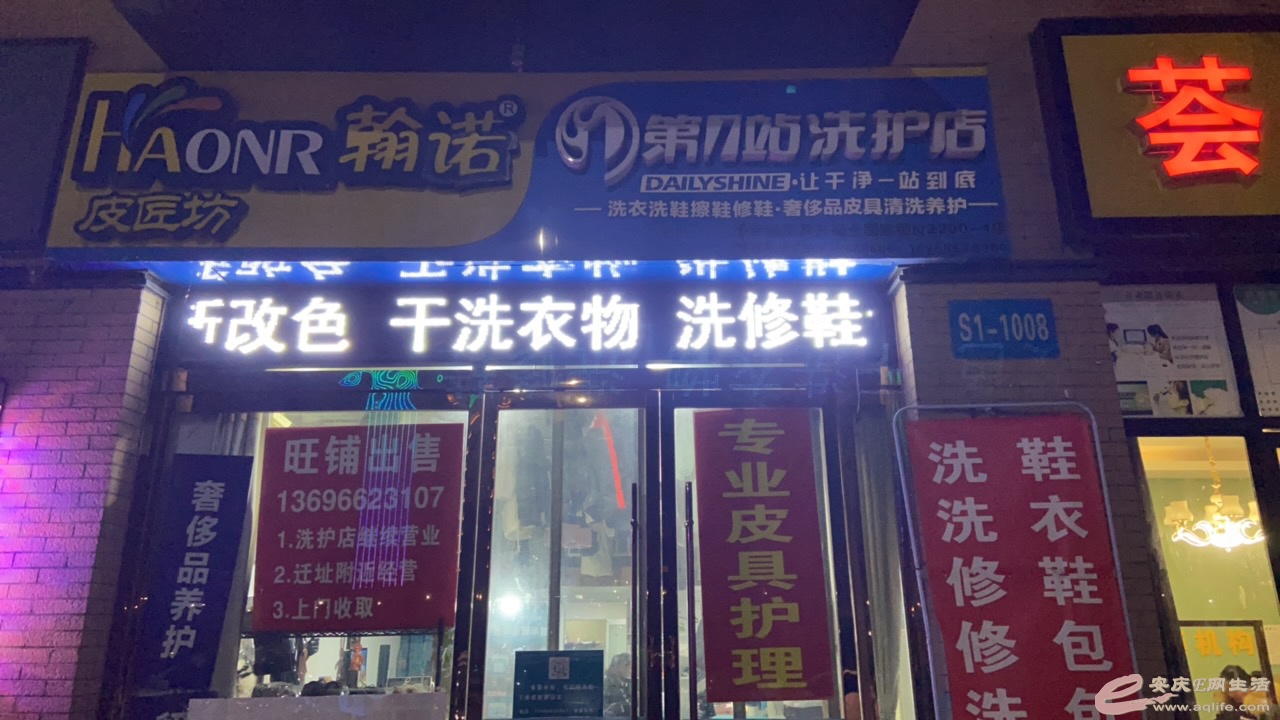 HAONR 翰诺®
皮匠坊
第几站洗护店
DAILYSHINE·让干净一站到底
洗衣洗鞋擦鞋修鞋·奢侈品皮具清洗养护
荟
改色 干洗衣物 洗修鞋
S1-1008
奢侈品养护
旺铺出售
13696623107
1.洗护店继续营业
2.迁址附近经营
3.上门收取
专业皮具护理
洗鞋
洗衣
修鞋
修包
洗包
机构
安庆E网生活
www.aqlife.com